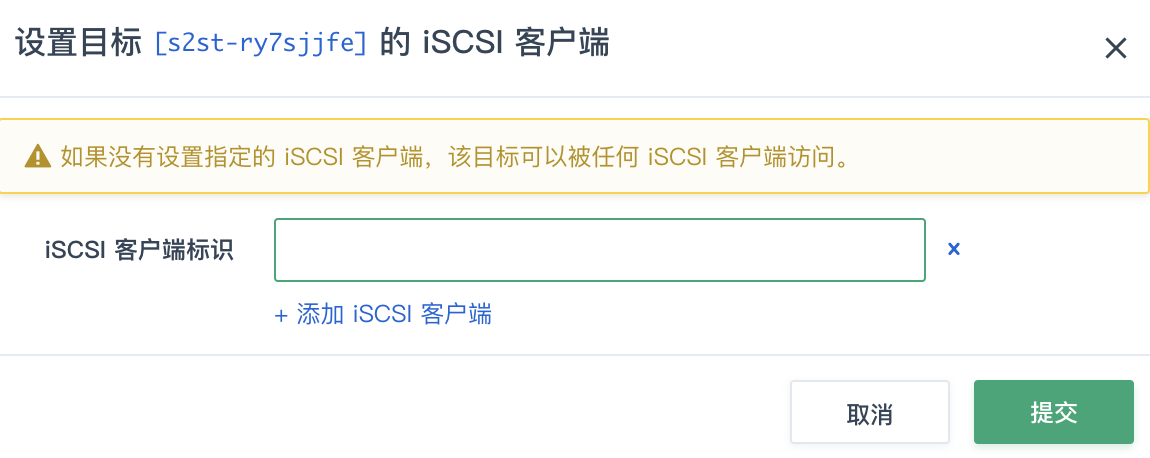 设置目标 [s2st-ry7sjjfe] 的 iSCSI 客户端
如果没有设置指定的 iSCSI 客户端，该目标可以被任何 iSCSI 客户端访问。
iSCSI 客户端标识
+ 添加 iSCSI 客户端
取消
提交